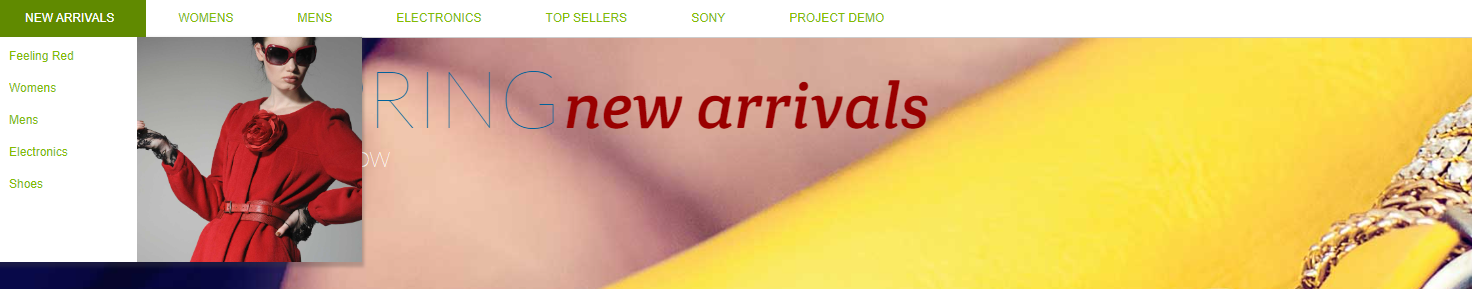 NEW ARRIVALS WOMENS MENS ELECTRONICS TOP SELLERS SONY PROJECT DEMO
Feeling Red
Womens
Mens
Electronics
Shoes
RING new arrivals
OW